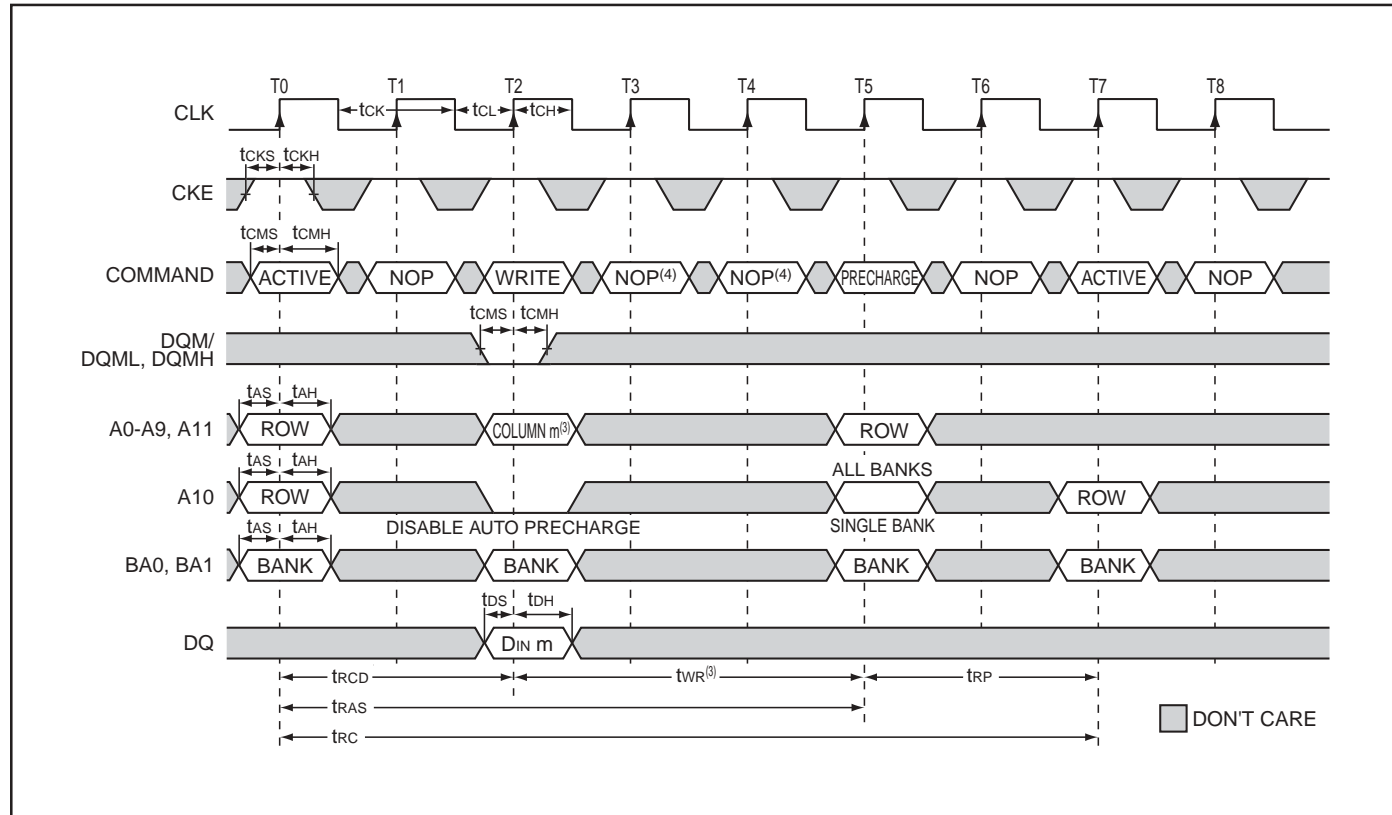 T0 T1 T2 T3 T4 T5 T6 T7 T8
CLK tCK tCL tCH
tCKS tCKH
CKE
tCMS tCMH
COMMAND ACTIVE NOP WRITE NOP(4) NOP(4) PRECHARGE NOP ACTIVE NOP
tCMS tCMH
DQM/
DQML, DQMH
tAS tAH
A0-A9, A11 ROW COLUMN m(3) ROW
tAS tAH ALL BANKS
A10 ROW ROW
tAS tAH DISABLE AUTO PRECHARGE SINGLE BANK
BA0, BA1 BANK BANK BANK BANK
tDS tDH
DQ DIN m
tRCD tWR(3) tRP
tRAS
DON'T CARE
tRC